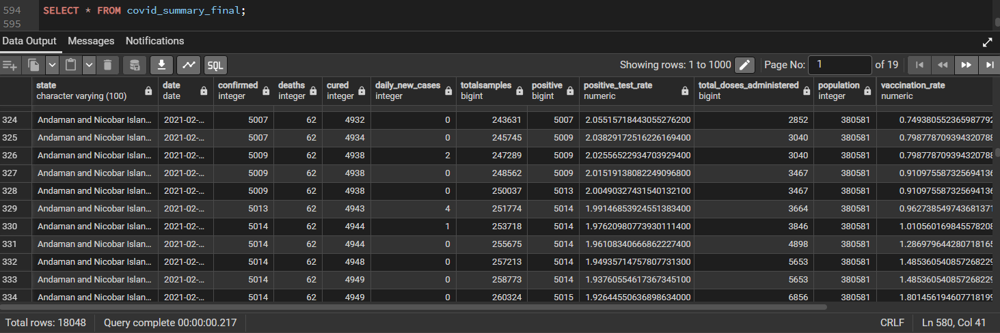 594 SELECT * FROM covid_summary_final;
595
Data Output Messages Notifications
SQL Showing rows: 1 to 1000 Page No: 1 of 19
state date confirmed deaths cured daily_new_cases totalsamples positive positive_test_rate total_doses_administered population vaccination_rate
character varying (100) date integer integer integer integer bigint bigint numeric bigint integer numeric
324 Andaman and Nicobar Islan... 2021-02-... 5007 62 4932 0 243631 5007 2.05515718443055276200 2852 380581 0.749380552365987792
325 Andaman and Nicobar Islan... 2021-02-... 5007 62 4934 0 245745 5009 2.03829172516226169400 3040 380581 0.798778709394320788
326 Andaman and Nicobar Islan... 2021-02-... 5009 62 4938 2 247289 5009 2.02556522934703929400 3040 380581 0.798778709394320788
327 Andaman and Nicobar Islan... 2021-02-... 5009 62 4938 0 248562 5009 2.01519138082249096800 3467 380581 0.910975587325694136
328 Andaman and Nicobar Islan... 2021-02-... 5009 62 4938 0 250037 5013 2.00490327431540132100 3467 380581 0.910975587325694136
329 Andaman and Nicobar Islan... 2021-02-... 5013 62 4943 4 251774 5014 1.99146853924551383400 3664 380581 0.962738549743681371
330 Andaman and Nicobar Islan... 2021-02-... 5014 62 4944 1 253718 5014 1.97620980773930111400 3846 380581 1.010560169845578208
331 Andaman and Nicobar Islan... 2021-02-... 5014 62 4944 0 255675 5014 1.96108340666862227400 4898 380581 1.286979644280718165
332 Andaman and Nicobar Islan... 2021-02-... 5014 62 4948 0 257213 5014 1.94935714757807731300 5653 380581 1.485360540857268229
333 Andaman and Nicobar Islan... 2021-02-... 5014 62 4949 0 258773 5014 1.93760554617367345100 5653 380581 1.485360540857268229
334 Andaman and Nicobar Islan... 2021-02-... 5014 62 4949 0 260324 5015 1.92644550636898634000 6856 380581 1.801456194607718199
Total rows: 18048 Query complete 00:00:00.217 CRLF Ln 580, Col 41